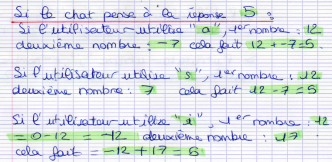 Si le chat pense à la réponse 5 :
Si l'utilisateur utilise "a", 1er nombre : 12
deuxième nombre : -7 cela fait 12 + -7 = 5.
Si l'utilisateur utilise "s", 1er nombre : 12
deuxième nombre : 7 cela fait 12 - 7 = 5
Si l'utilisateur utilise "i", 1er nombre : 12
= 0 - 12 = -12 deuxième nombre : 17
cela fait = -12 + 17 = 5